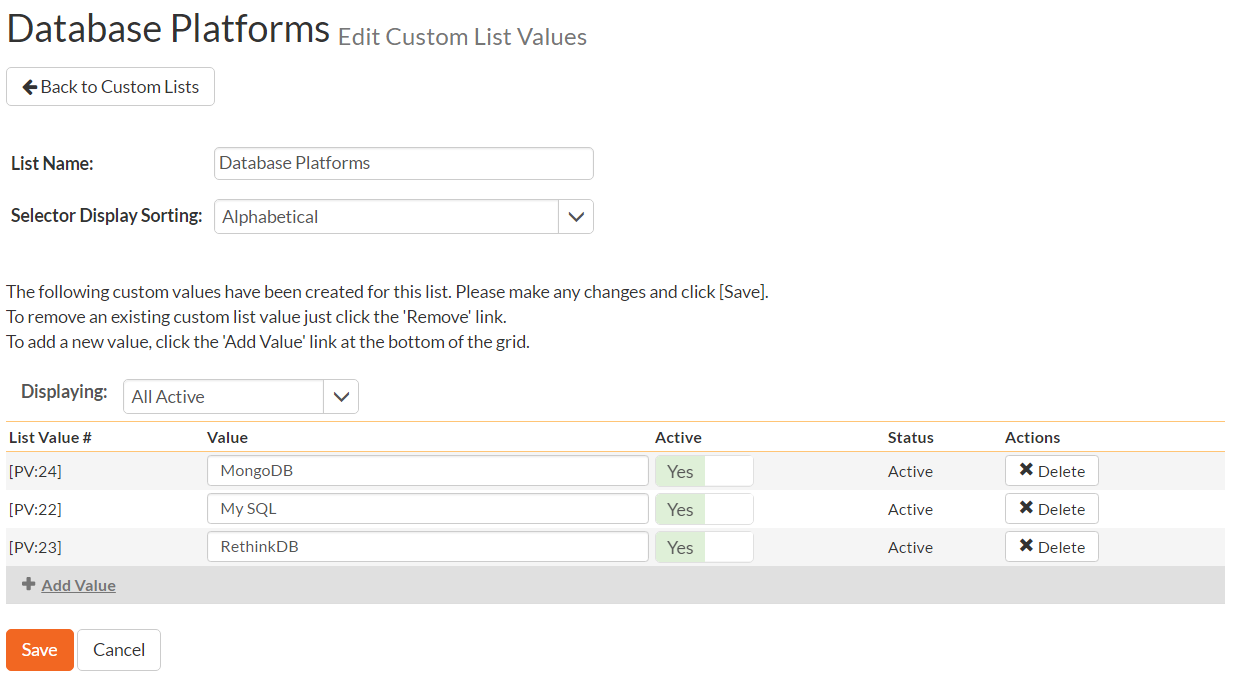 Database Platforms Edit Custom List Values
Back to Custom Lists
List Name: Database Platforms
Selector Display Sorting: Alphabetical
The following custom values have been created for this list. Please make any changes and click [Save].
To remove an existing custom list value just click the 'Remove' link.
To add a new value, click the 'Add Value' link at the bottom of the grid.
Displaying: All Active
List Value # Value Active Status Actions
[PV:24] MongoDB Yes Active Delete
[PV:22] My SQL Yes Active Delete
[PV:23] RethinkDB Yes Active Delete
Add Value
Save Cancel